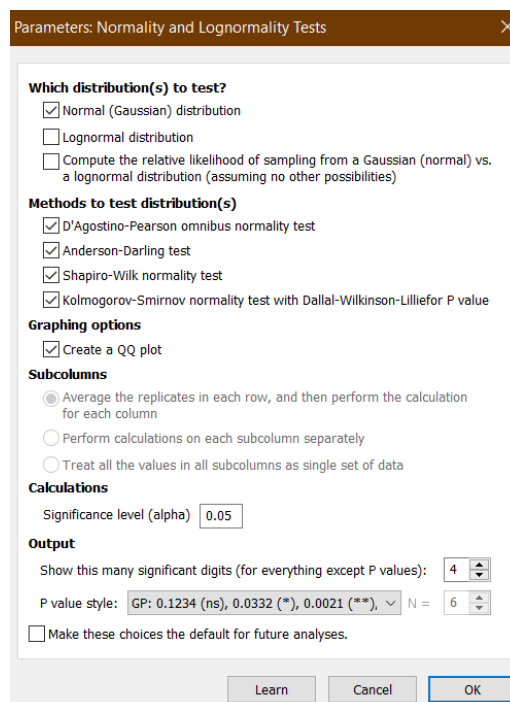 Parameters: Normality and Lognormality Tests
Which distribution(s) to test?
Normal (Gaussian) distribution
Lognormal distribution
Compute the relative likelihood of sampling from a Gaussian (normal) vs.
a lognormal distribution (assuming no other possibilities)
Methods to test distribution(s)
D'Agostino-Pearson omnibus normality test
Anderson-Darling test
Shapiro-Wilk normality test
Kolmogorov-Smirnov normality test with Dallal-Wilkinson-Lilliefor P value
Graphing options
Create a QQ plot
Subcolumns
Average the replicates in each row, and then perform the calculation
for each column
Perform calculations on each subcolumn separately
Treat all the values in all subcolumns as single set of data
Calculations
Significance level (alpha) 0.05
Output
Show this many significant digits (for everything except P values): 4
P value style: GP: 0.1234 (ns), 0.0332 (*), 0.0021 (**), N = 6
Make these choices the default for future analyses.
Learn Cancel OK